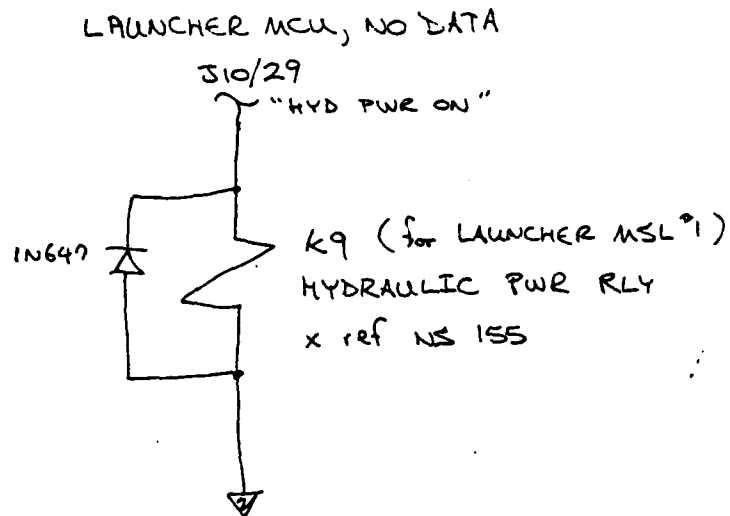 LAUNCHER MCU, NO DATA
J10/29
"HYD PWR ON"
1N647
K9 (for LAUNCHER MSL #1)
HYDRAULIC PWR RLY
x ref NS 155